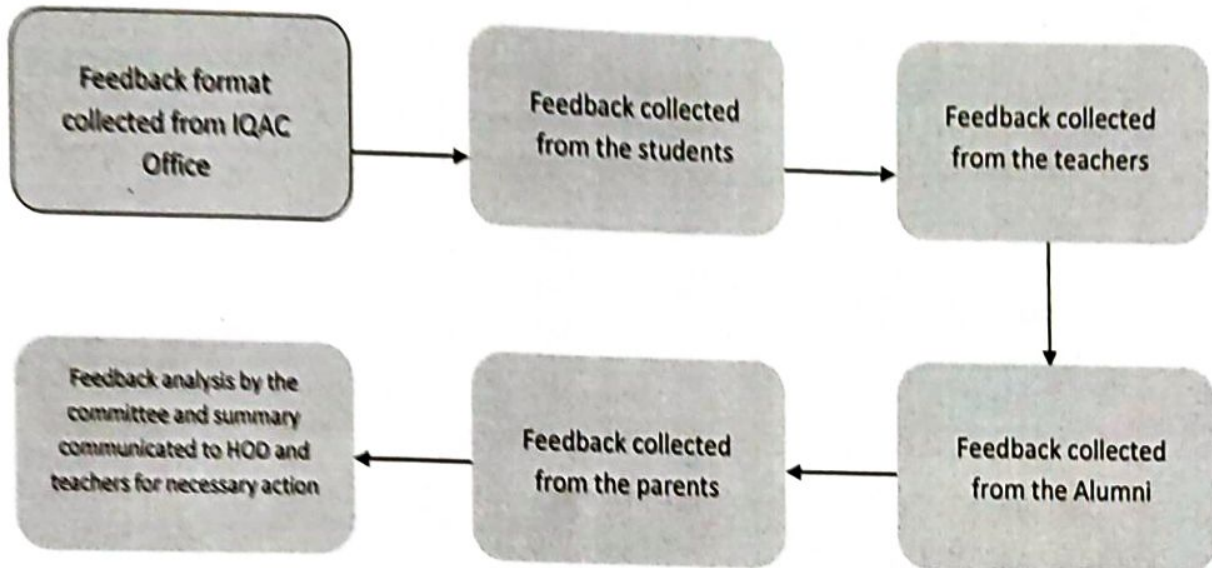 Feedback format
collected from IQAC
Office
Feedback collected
from the students
Feedback collected
from the teachers
Feedback collected
from the Alumni
Feedback collected
from the parents
Feedback analysis by the
committee and summary
communicated to HOD and
teachers for necessary action